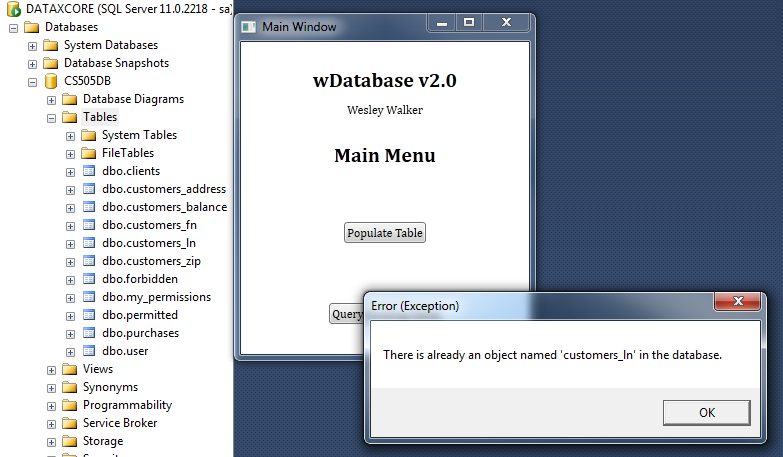 DATAXCORE (SQL Server 11.0.2218 - sa)
Databases
System Databases
Database Snapshots
CS505DB
Database Diagrams
Tables
System Tables
FileTables
dbo.clients
dbo.customers_address
dbo.customers_balance
dbo.customers_fn
dbo.customers_ln
dbo.customers_zip
dbo.forbidden
dbo.my_permissions
dbo.permitted
dbo.purchases
dbo.user
Views
Synonyms
Programmability
Service Broker
Storage
Main Window
wDatabase v2.0
Wesley Walker
Main Menu
Populate Table
Query
Error (Exception)
There is already an object named 'customers_ln' in the database.
OK